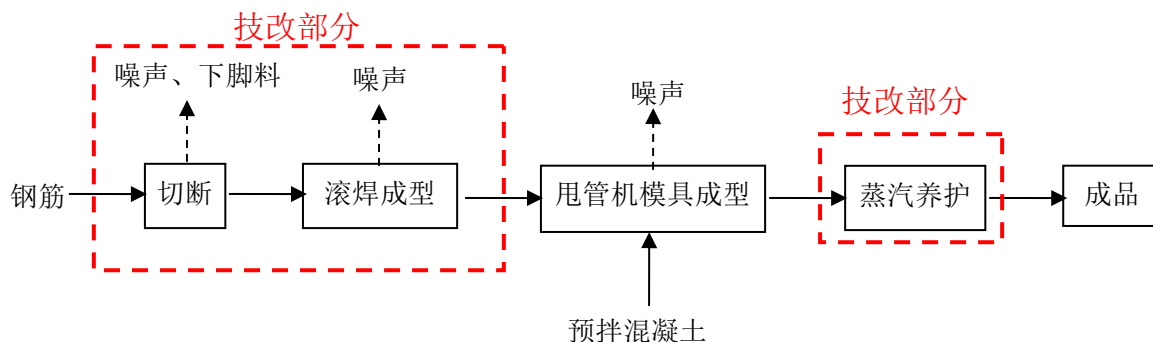 技改部分
噪声、下脚料
噪声
噪声
技改部分
钢筋
切断
滚焊成型
甩管机模具成型
蒸汽养护
成品
预拌混凝土